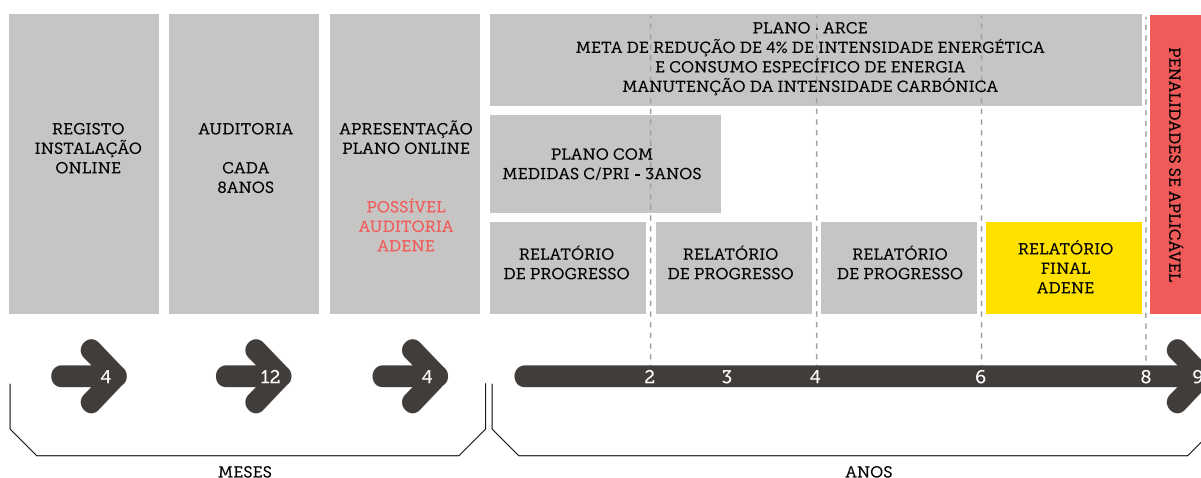 REGISTO
INSTALAÇÃO
ONLINE
AUDITORIA
CADA
8ANOS
APRESENTAÇÃO
PLANO ONLINE
POSSÍVEL
AUDITORIA
ADENE
PLANO - ARCE
META DE REDUÇÃO DE 4% DE INTENSIDADE ENERGÉTICA
E CONSUMO ESPECÍFICO DE ENERGIA
MANUTENÇÃO DA INTENSIDADE CARBÓNICA
PLANO COM
MEDIDAS C/PRI - 3ANOS
RELATÓRIO
DE PROGRESSO
RELATÓRIO
DE PROGRESSO
RELATÓRIO
DE PROGRESSO
RELATÓRIO
FINAL
ADENE
PENALIDADES SE APLICÁVEL
4
12
4
2
3
4
6
8
9
MESES
ANOS